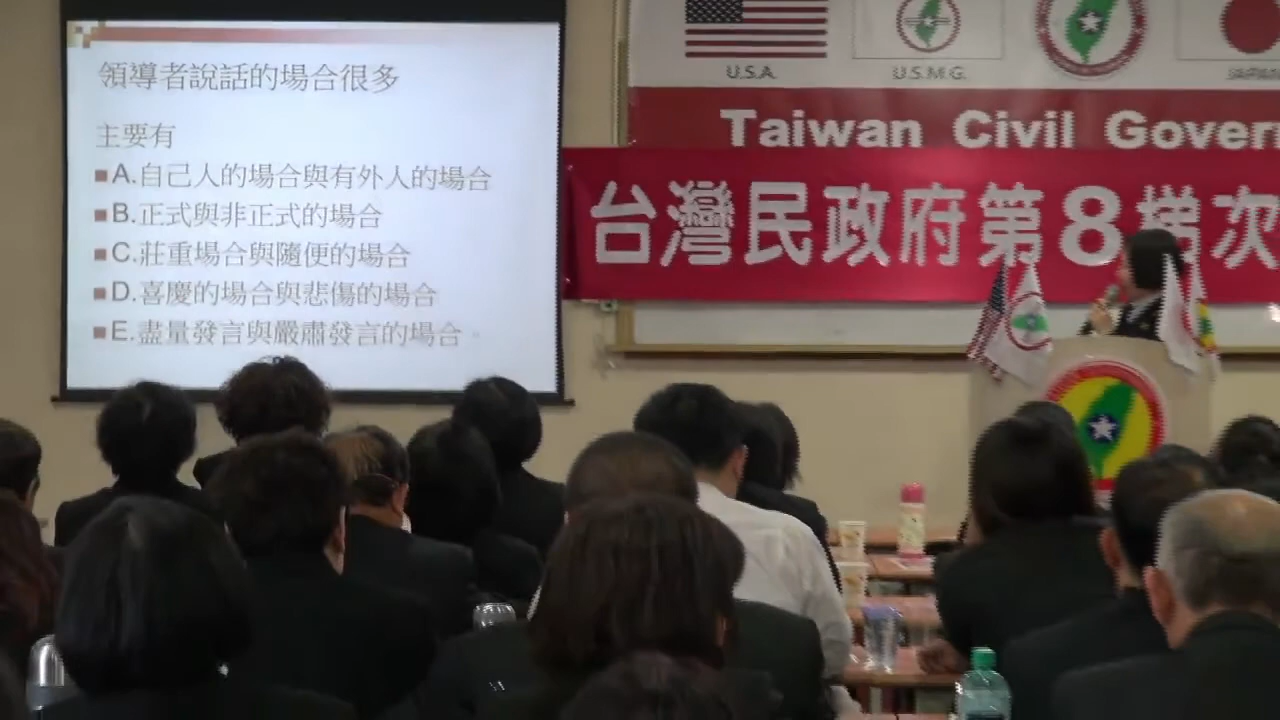 領導者說話的場合很多
主要有
A.自己人的場合與有外人的場合
B.正式與非正式的場合
C.莊重場合與隨便的場合
D.喜慶的場合與悲傷的場合
E.盡量發言與嚴肅發言的場合。
U.S.A.
U.S.M.G.
JAPAN
Taiwan Civil Govern
台灣民政府第8梯次